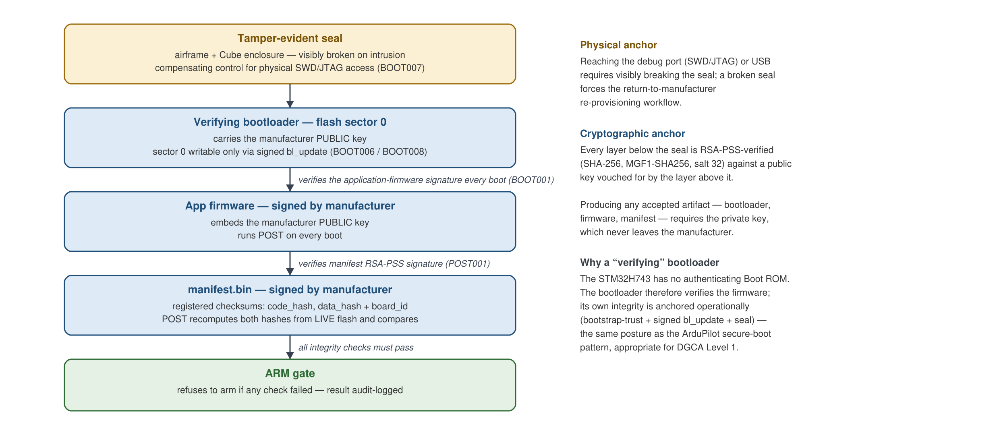 Tamper-evident seal
airframe + Cube enclosure — visibly broken on intrusion
compensating control for physical SWD/JTAG access (BOOT007)
Verifying bootloader — flash sector 0
carries the manufacturer PUBLIC key
sector 0 writable only via signed bl_update (BOOT006 / BOOT008)
verifies the application-firmware signature every boot (BOOT001)
App firmware — signed by manufacturer
embeds the manufacturer PUBLIC key
runs POST on every boot
verifies manifest RSA-PSS signature (POST001)
manifest.bin — signed by manufacturer
registered checksums: code_hash, data_hash + board_id
POST recomputes both hashes from LIVE flash and compares
all integrity checks must pass
ARM gate
refuses to arm if any check failed — result audit-logged
Physical anchor
Reaching the debug port (SWD/JTAG) or USB
requires visibly breaking the seal; a broken seal
forces the return-to-manufacturer
re-provisioning workflow.
Cryptographic anchor
Every layer below the seal is RSA-PSS-verified
(SHA-256, MGF1-SHA256, salt 32) against a public
key vouched for by the layer above it.
Producing any accepted artifact — bootloader,
firmware, manifest — requires the private key,
which never leaves the manufacturer.
Why a “verifying” bootloader
The STM32H743 has no authenticating Boot ROM.
The bootloader therefore verifies the firmware;
its own integrity is anchored operationally
(bootstrap-trust + signed bl_update + seal) —
the same posture as the ArduPilot secure-boot
pattern, appropriate for DGCA Level 1.